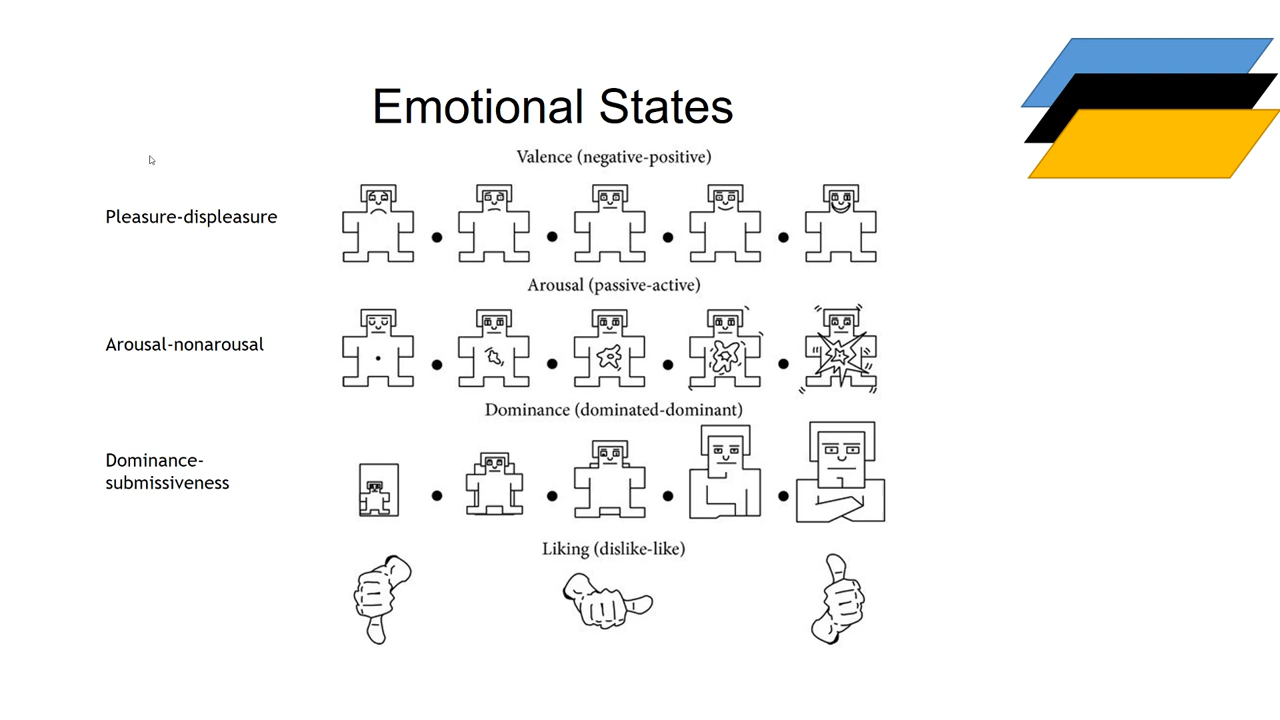 Emotional States
Valence (negative-positive)
Pleasure-displeasure
Arousal (passive-active)
Arousal-nonarousal
Dominance (dominated-dominant)
Dominance-
submissiveness
Liking (dislike-like)